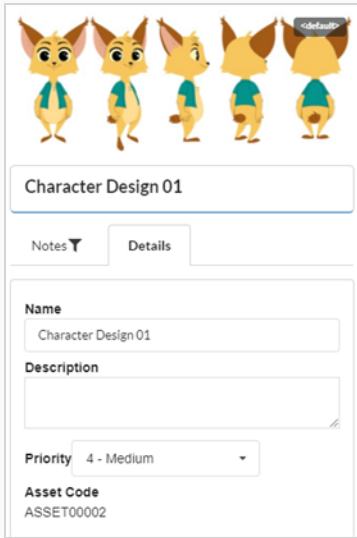 <default>
Character Design 01
Notes Details
Name
Character Design 01
Description
Priority 4 - Medium
Asset Code
ASSET00002